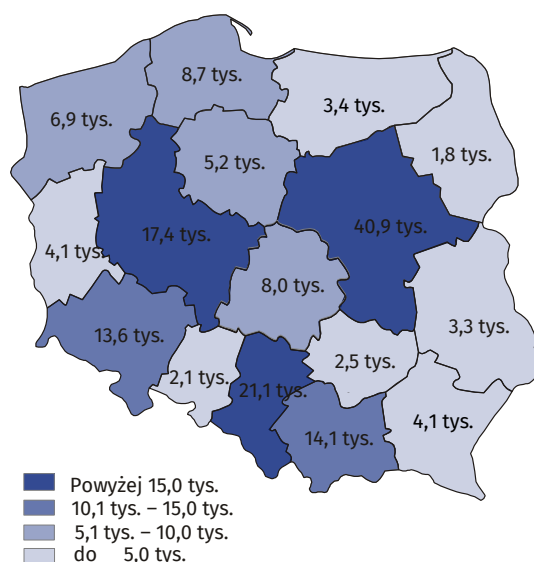 8,7 tys.
3,4 tys.
6,9 tys.
5,2 tys.
1,8 tys.
17,4 tys.
40,9 tys.
4,1 tys.
8,0 tys.
3,3 tys.
13,6 tys.
2,5 tys.
2,1 tys.
21,1 tys.
4,1 tys.
14,1 tys.
Powyżej 15,0 tys.
10,1 tys. – 15,0 tys.
5,1 tys. – 10,0 tys.
do 5,0 tys.